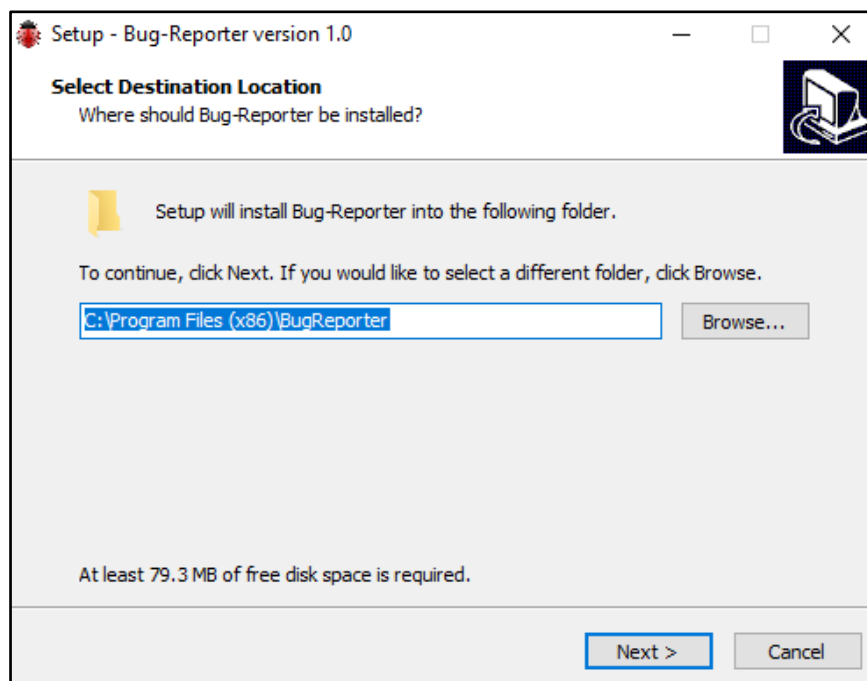 Setup - Bug-Reporter version 1.0
Select Destination Location
Where should Bug-Reporter be installed?
Setup will install Bug-Reporter into the following folder.
To continue, click Next. If you would like to select a different folder, click Browse.
C:\Program Files (x86)\BugReporter
Browse...
At least 79.3 MB of free disk space is required.
Next >
Cancel